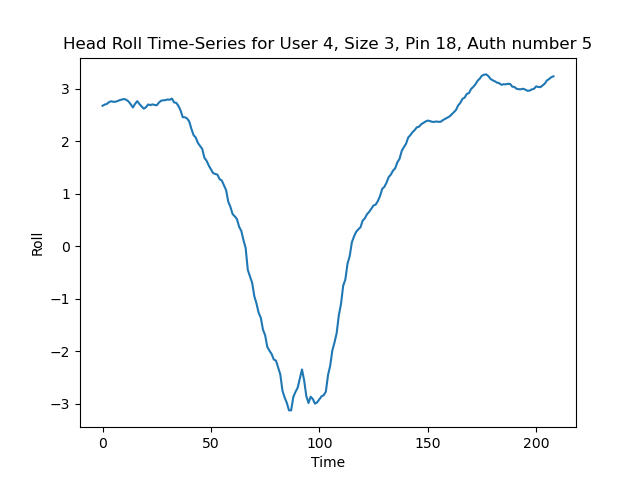 Head Roll Time-Series for User 4, Size 3, Pin 18, Auth number 5
3
2
1
0
−1
−2
−3
Roll
0 50 100 150 200
Time